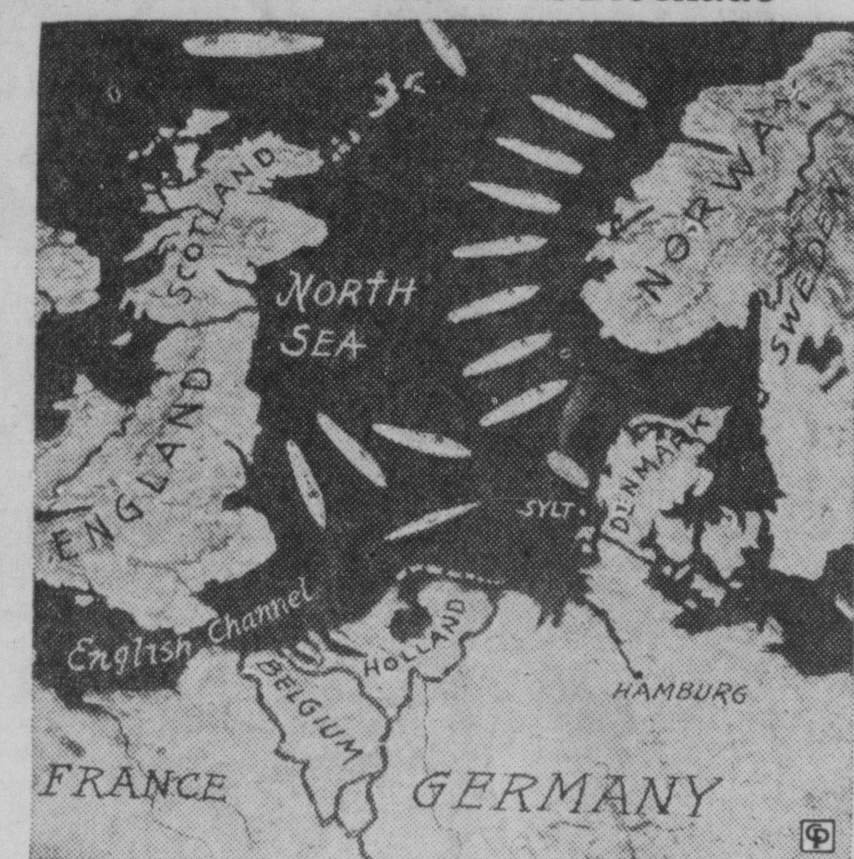 SCOTLAND
NORWAY
SWEDEN
NORTH
SEA
ENGLAND
DENMARK
SYLT
English Channel
HOLLAND
BELGIUM
HAMBURG
FRANCE
GERMANY
CP